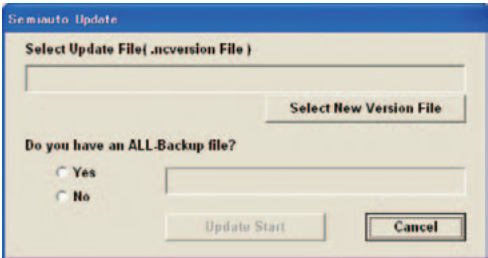 Semiauto Update
Select Update File( .ncversion File )
Select New Version File
Do you have an ALL-Backup file?
Yes
No
Update Start
Cancel